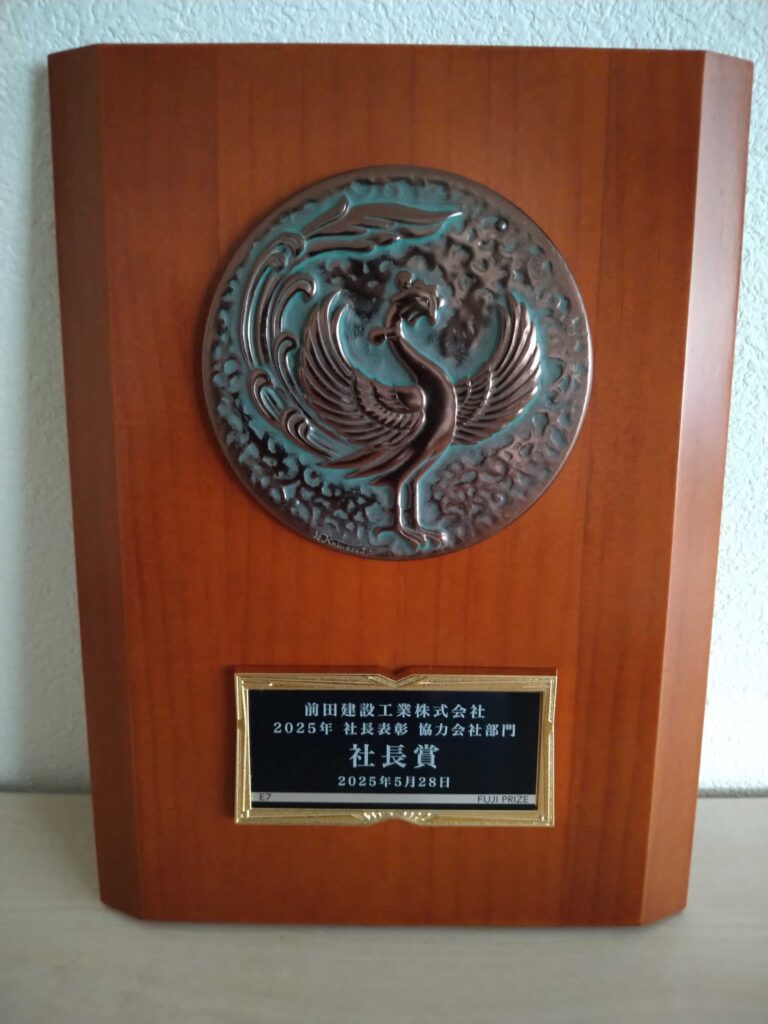 前田建設工業株式会社
2025年 社長表彰 協力会社部門
社長賞
2025年5月28日
E7 FUJI PRIZE